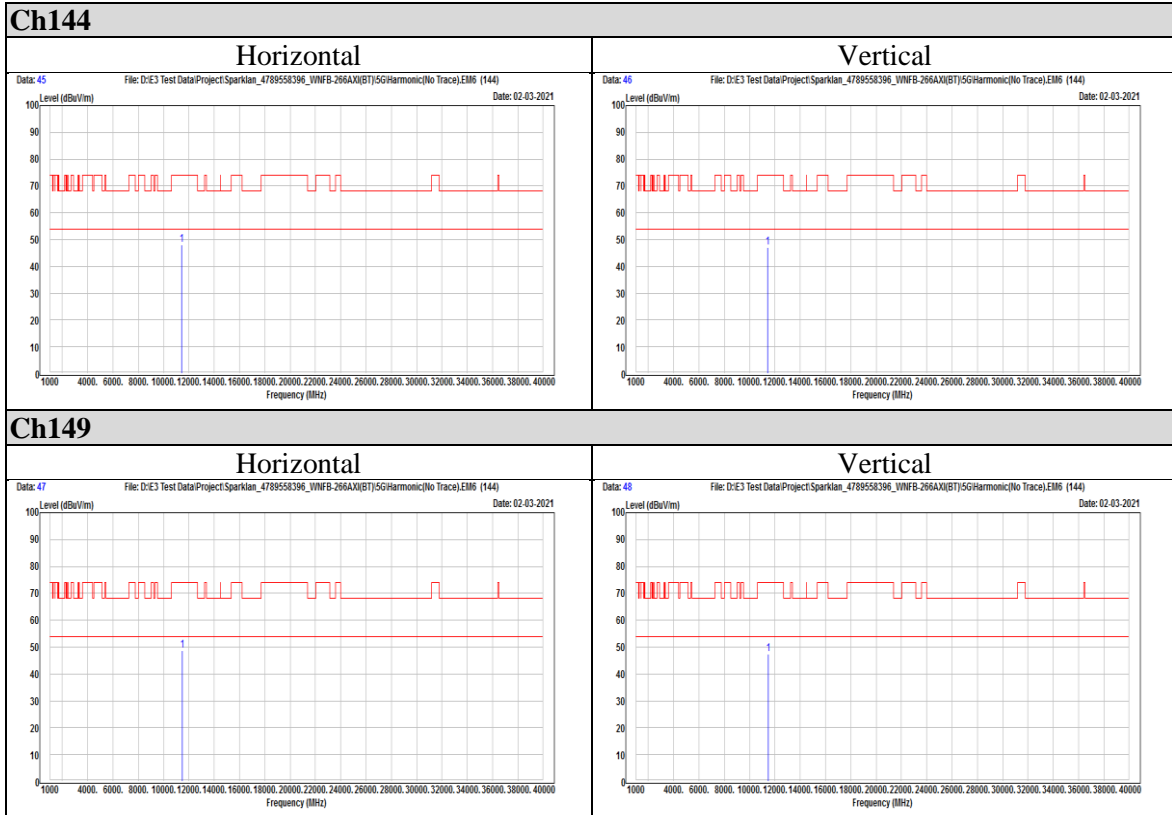 Ch144
Horizontal Vertical
Data: 45 File: D:\E3 Test Data\Project\Sparklan_4789558396_WNFB-266AXI(BT)\5G\Harmonic(No Trace).EM6 (144)
Level (dBuV/m) Date: 02-03-2021
100
90
80
70
60
50
40
30
20
10
0
1
1000 4000. 6000. 8000. 10000. 12000. 14000. 16000. 18000. 20000. 22000. 24000. 26000. 28000. 30000. 32000. 34000. 36000. 38000. 40000
Frequency (MHz)
Data: 46 File: D:\E3 Test Data\Project\Sparklan_4789558396_WNFB-266AXI(BT)\5G\Harmonic(No Trace).EM6 (144)
Level (dBuV/m) Date: 02-03-2021
100
90
80
70
60
50
40
30
20
10
0
1
1000 4000. 6000. 8000. 10000. 12000. 14000. 16000. 18000. 20000. 22000. 24000. 26000. 28000. 30000. 32000. 34000. 36000. 38000. 40000
Frequency (MHz)
Ch149
Horizontal Vertical
Data: 47 File: D:\E3 Test Data\Project\Sparklan_4789558396_WNFB-266AXI(BT)\5G\Harmonic(No Trace).EM6 (144)
Level (dBuV/m) Date: 02-03-2021
100
90
80
70
60
50
40
30
20
10
0
1
1000 4000. 6000. 8000. 10000. 12000. 14000. 16000. 18000. 20000. 22000. 24000. 26000. 28000. 30000. 32000. 34000. 36000. 38000. 40000
Frequency (MHz)
Data: 48 File: D:\E3 Test Data\Project\Sparklan_4789558396_WNFB-266AXI(BT)\5G\Harmonic(No Trace).EM6 (144)
Level (dBuV/m) Date: 02-03-2021
100
90
80
70
60
50
40
30
20
10
0
1
1000 4000. 6000. 8000. 10000. 12000. 14000. 16000. 18000. 20000. 22000. 24000. 26000. 28000. 30000. 32000. 34000. 36000. 38000. 40000
Frequency (MHz)